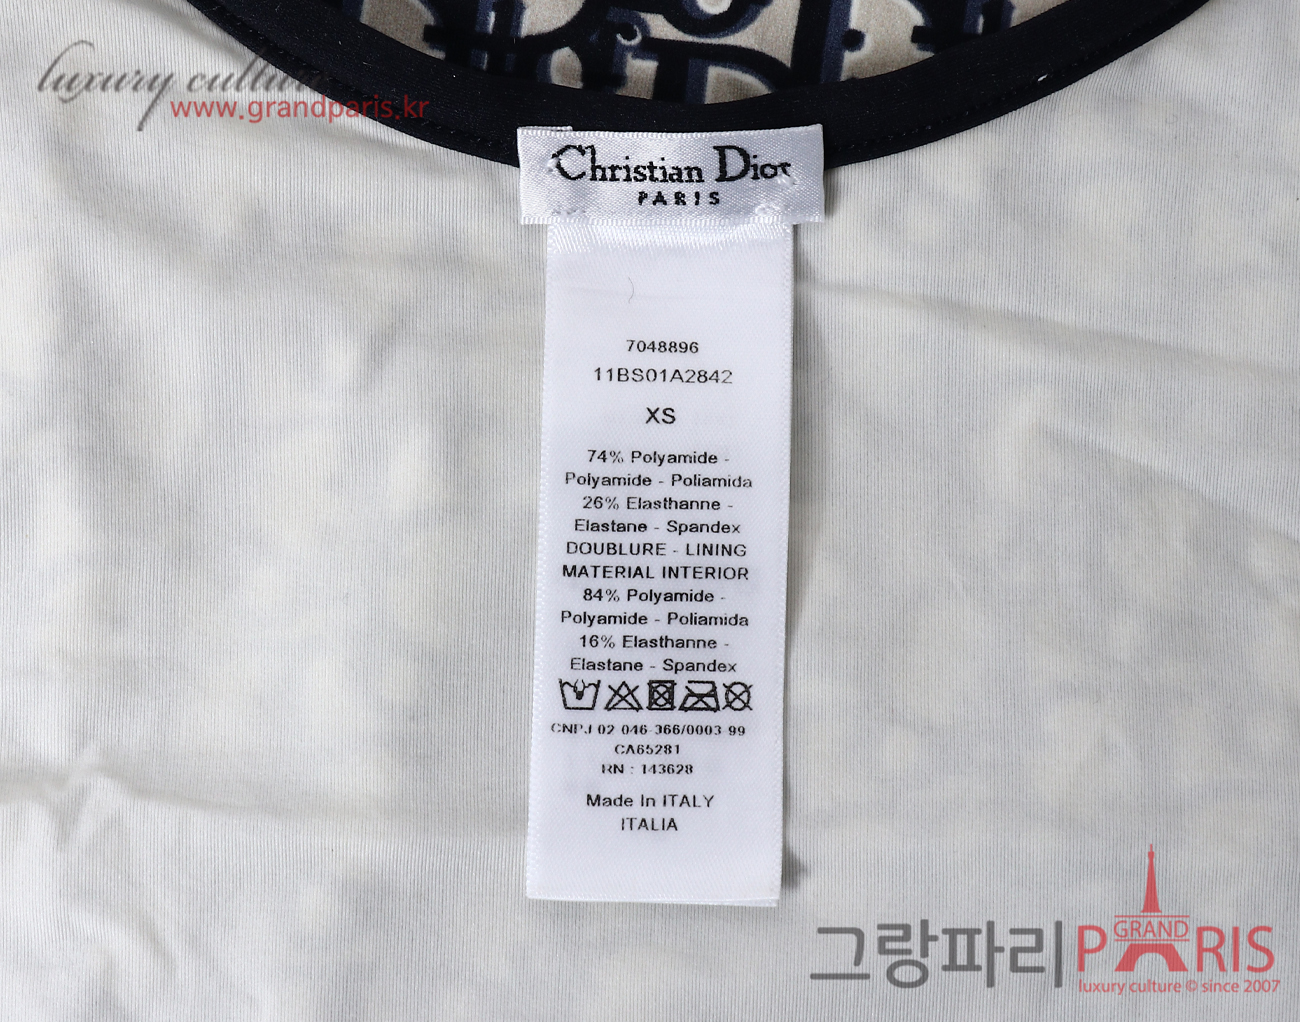 luxury culture
www.grandparis.kr
Christian Dior
PARIS
7048896
11BS01A2842
XS
74% Polyamide -
Polyamide - Poliamida
26% Elasthanne -
Elastane - Spandex
DOUBLURE - LINING
MATERIAL INTERIOR
84% Polyamide -
Polyamide - Poliamida
16% Elasthanne -
Elastane - Spandex
CNPJ 02-046-366/0003-99
CA65281
RN : 143628
Made In ITALY
ITALIA
그랑파리 GRAND PARIS
luxury culture © since 2007